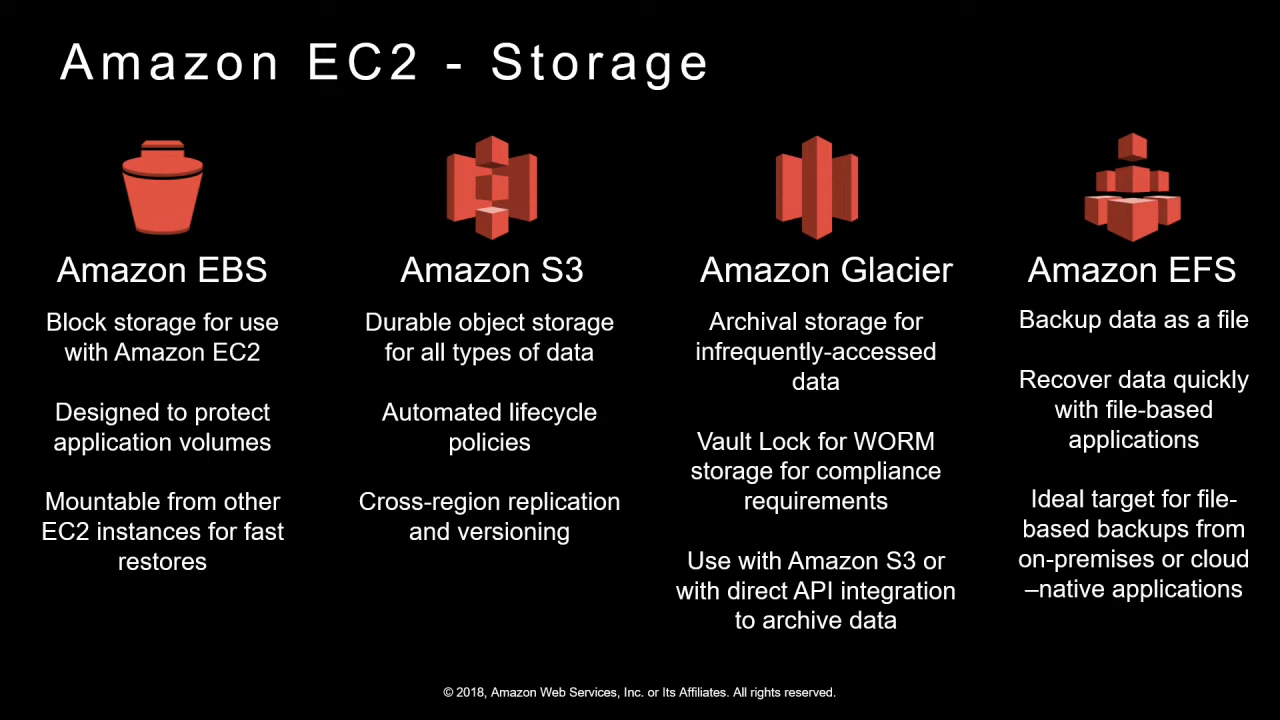 Amazon EC2 - Storage
Amazon EBS
Block storage for use
with Amazon EC2
Designed to protect
application volumes
Mountable from other
EC2 instances for fast
restores
Amazon S3
Durable object storage
for all types of data
Automated lifecycle
policies
Cross-region replication
and versioning
Amazon Glacier
Archival storage for
infrequently-accessed
data
Vault Lock for WORM
storage for compliance
requirements
Use with Amazon S3 or
with direct API integration
to archive data
Amazon EFS
Backup data as a file
Recover data quickly
with file-based
applications
Ideal target for file-
based backups from
on-premises or cloud
–native applications
© 2018, Amazon Web Services, Inc. or Its Affiliates. All rights reserved.